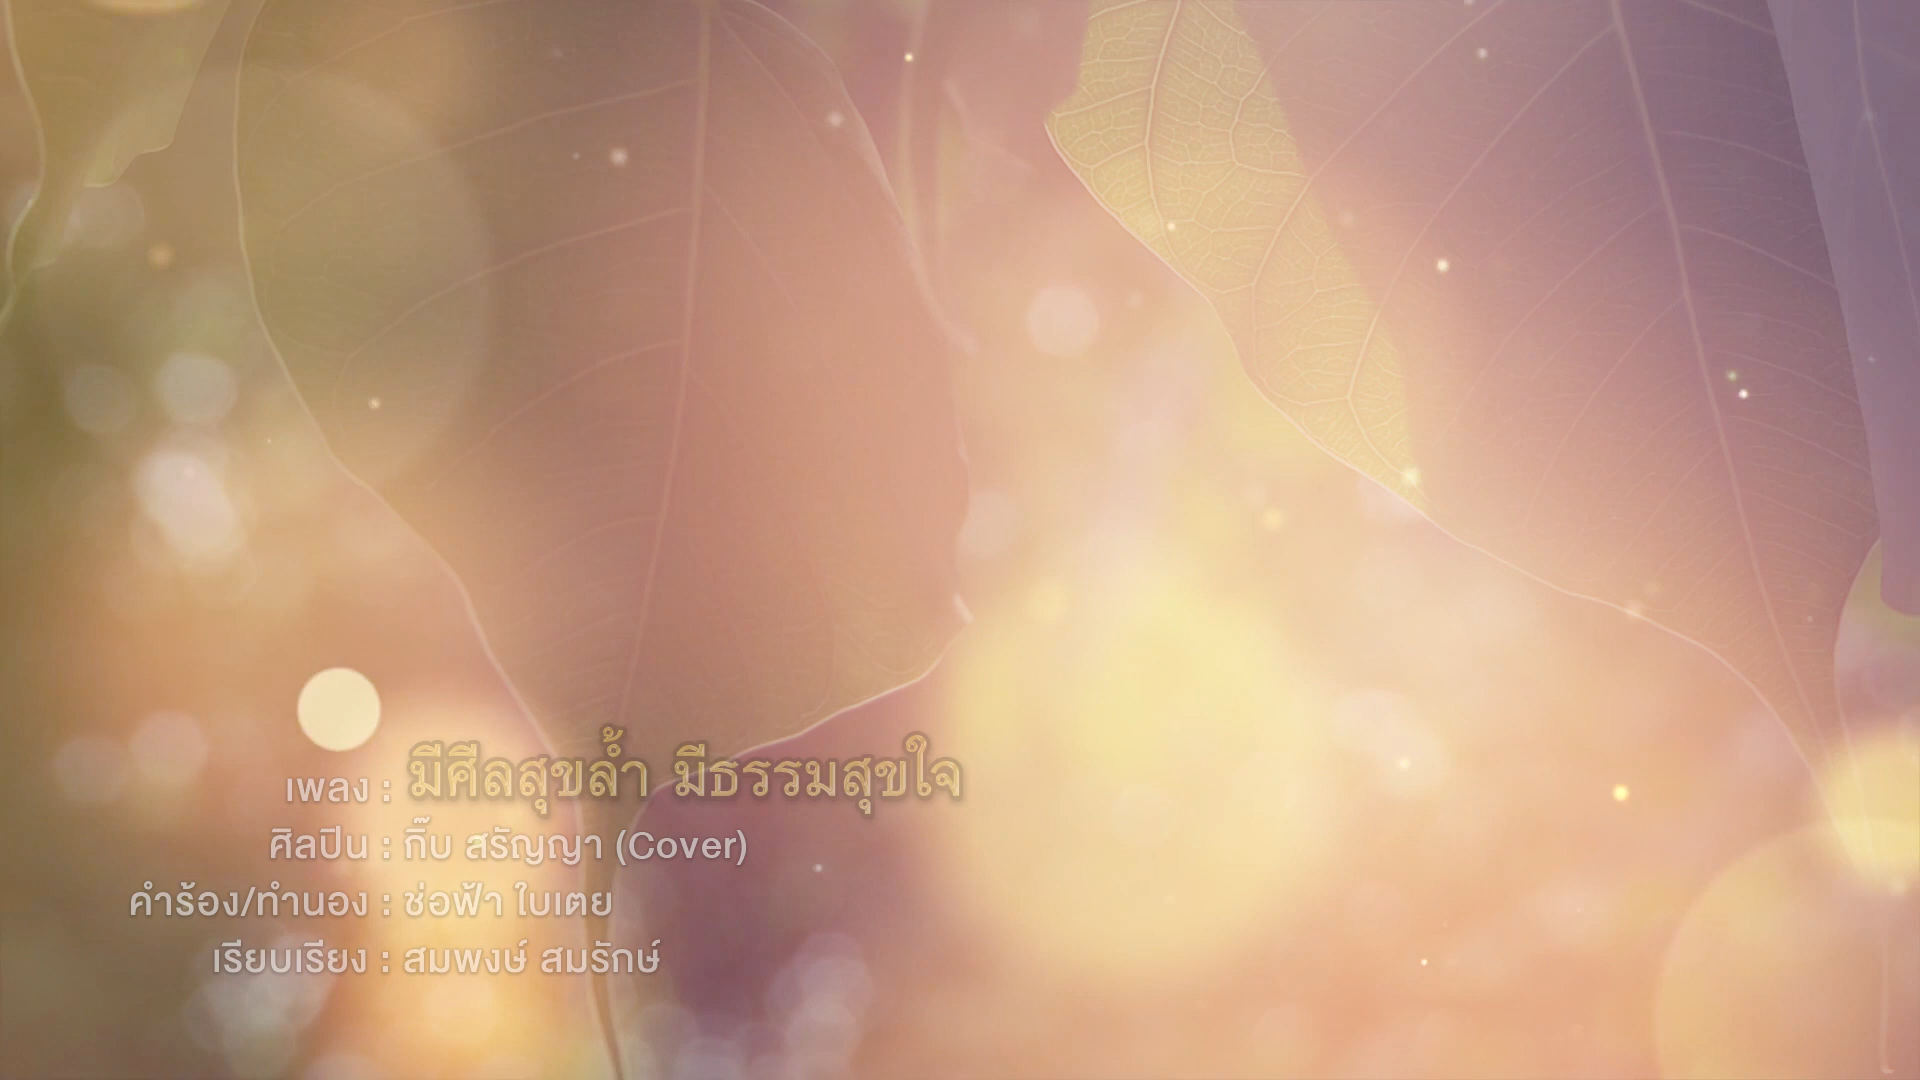 เพลง : มีศีลสุขล้ำ มีธรรมสุขใจ
ศิลปิน : กิ๊บ สรัญญา (Cover)
คำร้อง/ทำนอง : ช่อฟ้า ใบเตย
เรียบเรียง : สมพงษ์ สมรักษ์